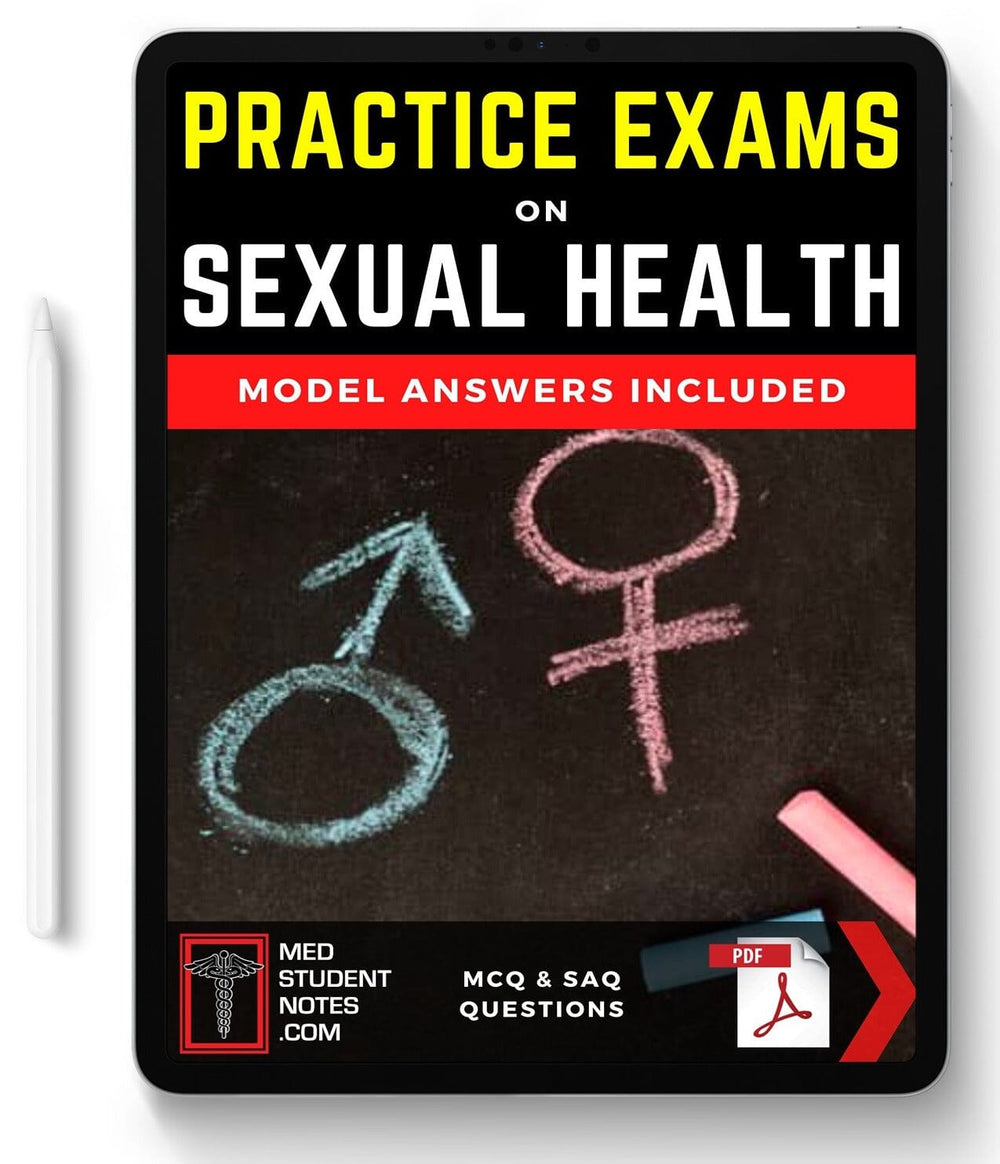 PRACTICE EXAMS
ON
SEXUAL HEALTH
MODEL ANSWERS INCLUDED
MED
STUDENT
NOTES
.COM
MCQ & SAQ
QUESTIONS
PDF